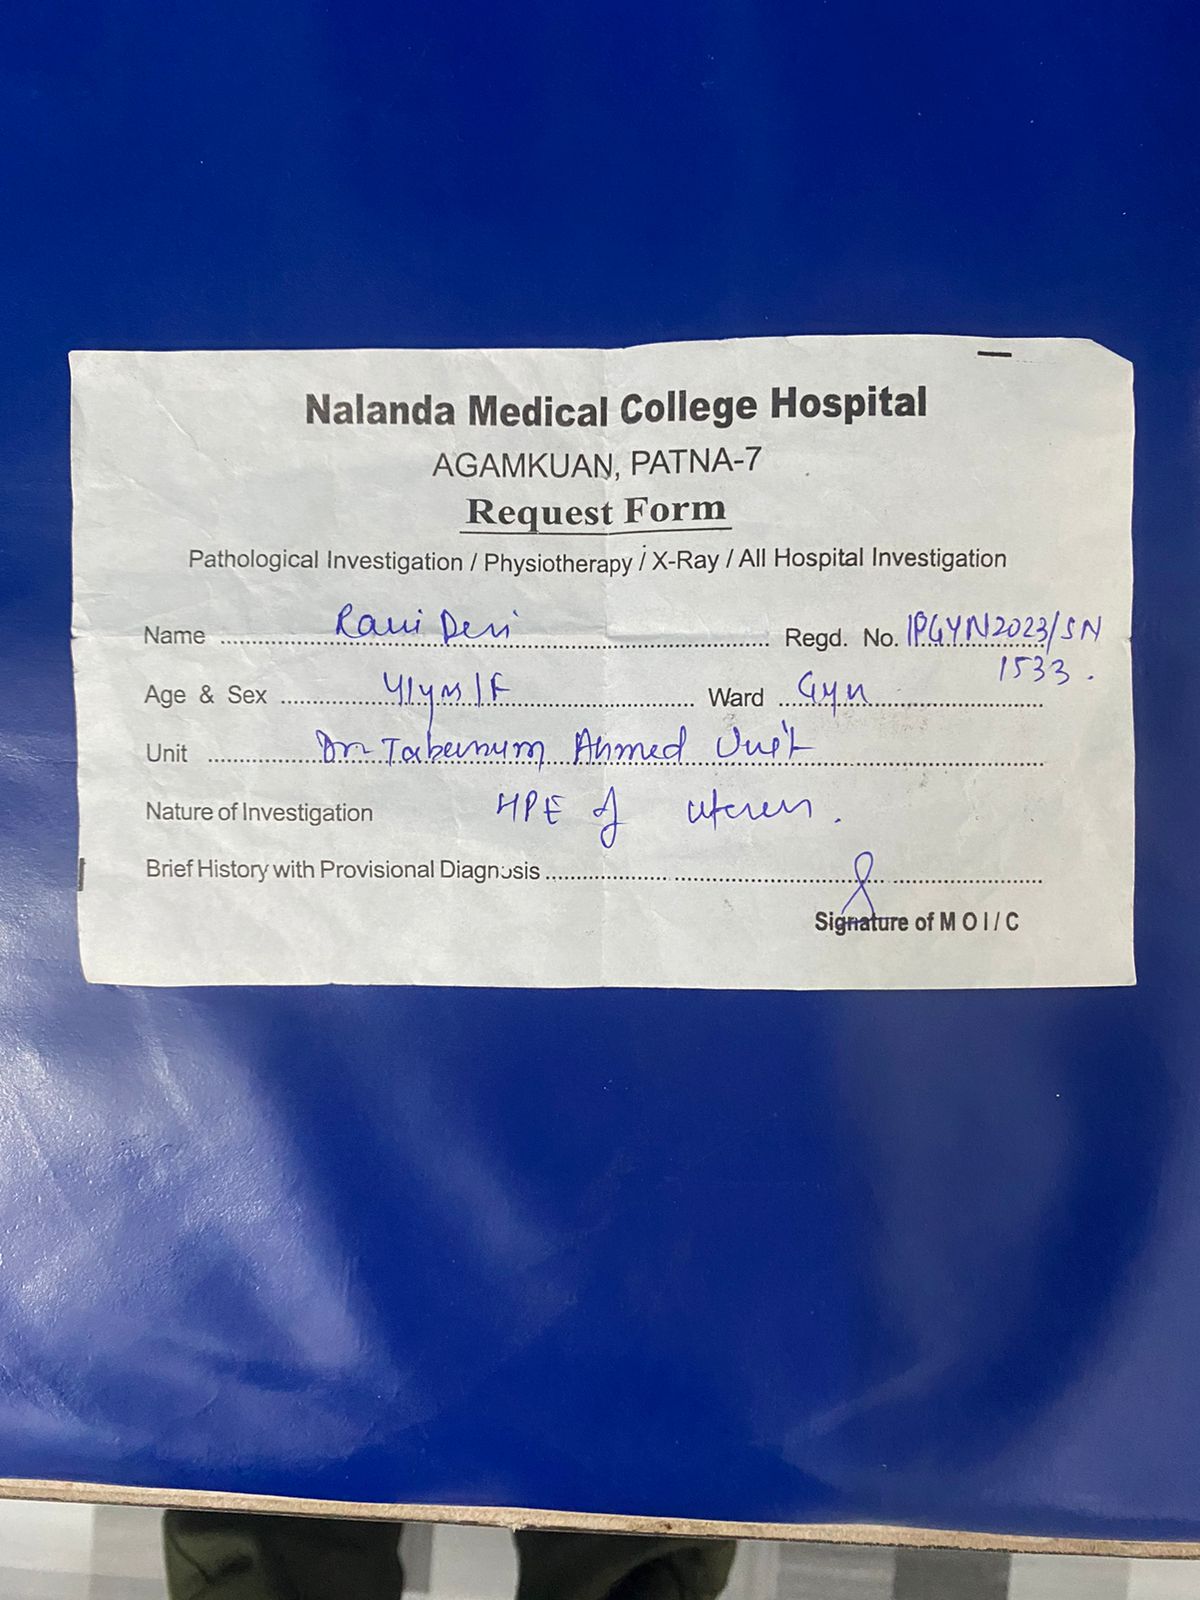 Nalanda Medical College Hospital
AGAMKUAN, PATNA-7
Request Form
Pathological Investigation / Physiotherapy / X-Ray / All Hospital Investigation
Name Devi Regd. No. IPGYN2023/SN
1533.
Age & Sex 41yrs/F Ward Gyn
Unit Dr Tabanum Ahmed Unit
Nature of Investigation HPE of uterus.
Brief History with Provisional Diagnosis
Signature of M O I / C